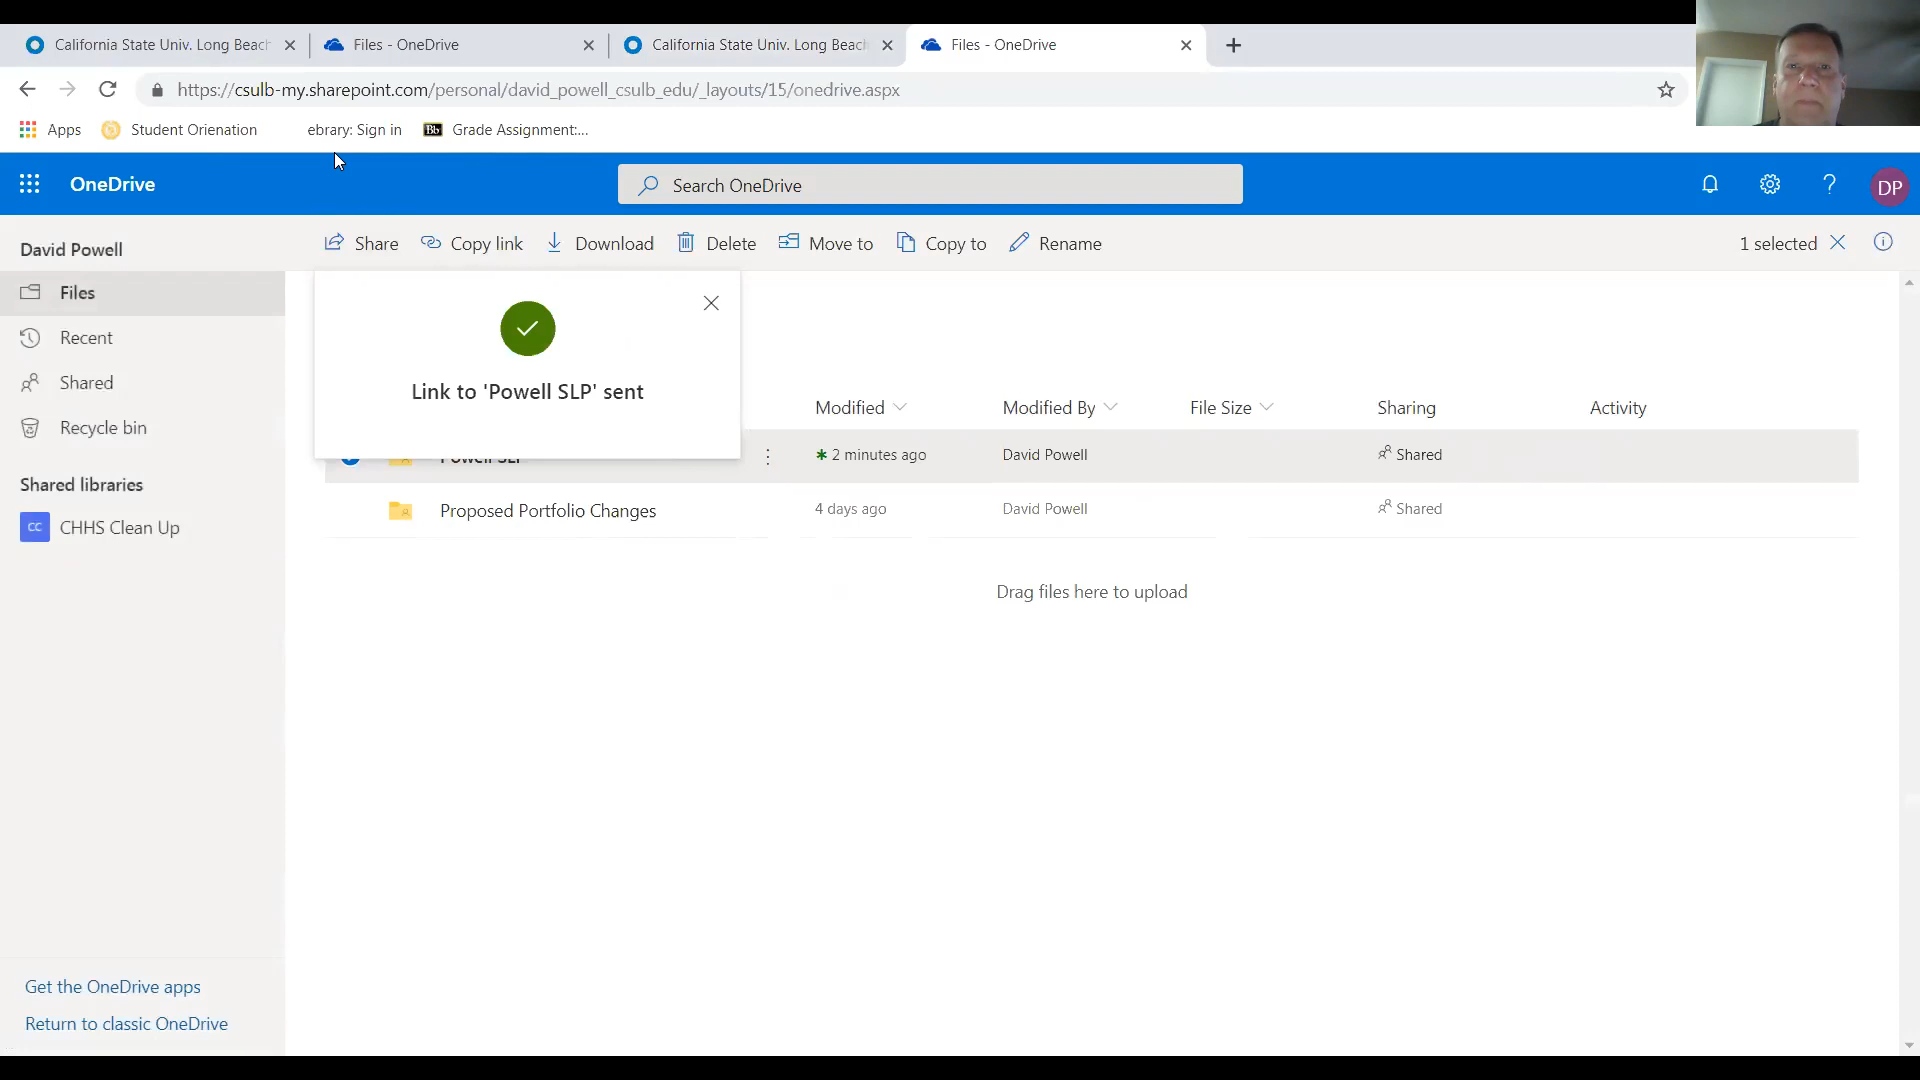 California State Univ. Long Beach
Files - OneDrive
California State Univ. Long Beach
Files - OneDrive
https://csulb-my.sharepoint.com/personal/david_powell_csulb_edu/_layouts/15/onedrive.aspx
Apps
Student Orienation
ebrary: Sign in
Bb
Grade Assignment:...
OneDrive
Search OneDrive
DP
David Powell
Share
Copy link
Download
Delete
Move to
Copy to
Rename
1 selected
Files
Recent
Shared
Recycle bin
Shared libraries
CC
CHHS Clean Up
Link to 'Powell SLP' sent
Modified
Modified By
File Size
Sharing
Activity
Powell SLP
2 minutes ago
David Powell
Shared
Proposed Portfolio Changes
4 days ago
David Powell
Shared
Drag files here to upload
Get the OneDrive apps
Return to classic OneDrive